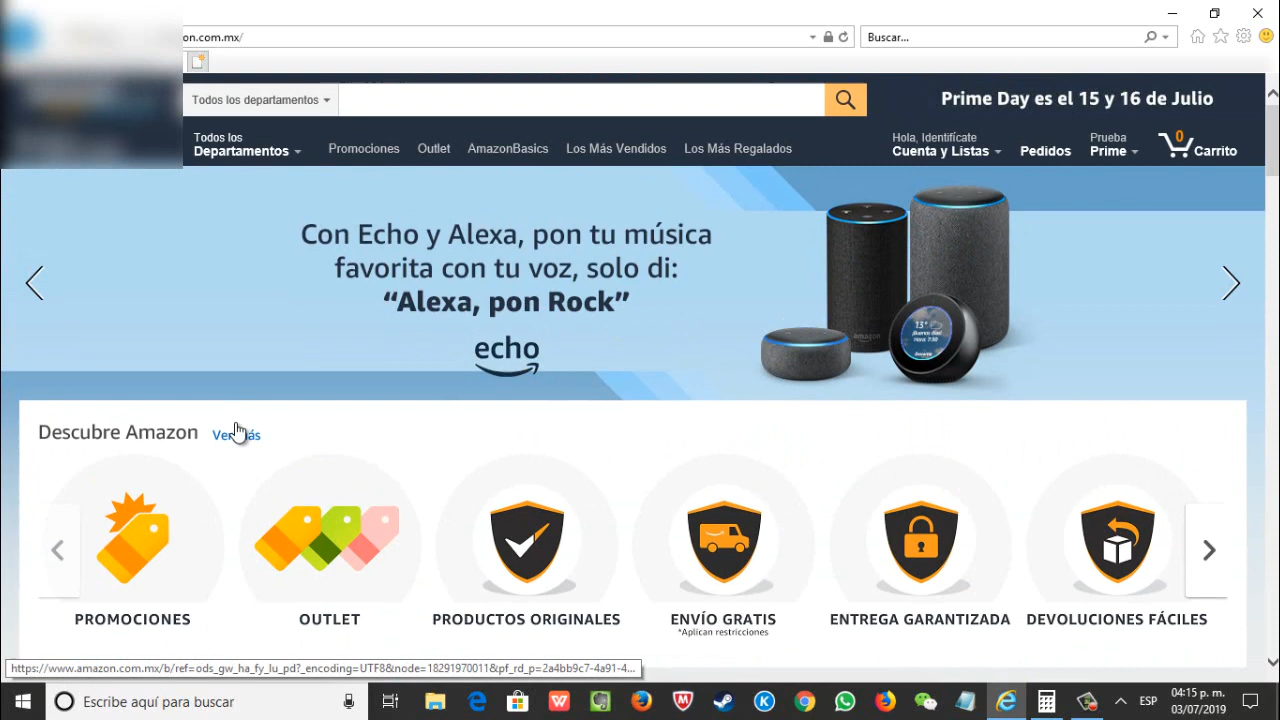 on.com.mx/
Buscar...
Todos los departamentos
Prime Day es el 15 y 16 de Julio
Todos los
Departamentos
Promociones
Outlet
AmazonBasics
Los Más Vendidos
Los Más Regalados
Hola, Identifícate
Cuenta y Listas
Pedidos
Prueba
Prime
0
Carrito
Con Echo y Alexa, pon tu música
favorita con tu voz, solo di:
“Alexa, pon Rock”
echo
amazon
13°
Descubre Amazon
Ver más
PROMOCIONES
OUTLET
PRODUCTOS ORIGINALES
ENVÍO GRATIS
*Aplican restricciones
ENTREGA GARANTIZADA
DEVOLUCIONES FÁCILES
https://www.amazon.com.mx/b/ref=ods_gw_ha_fy_lu_pd?_encoding=UTF8&node=18291970011&pf_rd_p=2a4bb9c7-4a91-4...
Escribe aquí para buscar
ESP
04:15 p. m.
03/07/2019